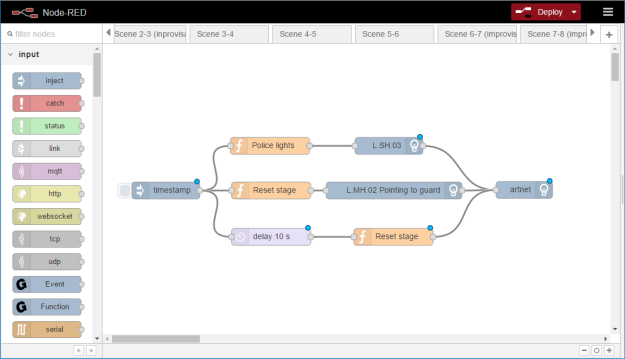 Node-RED
Deploy
filter nodes
Scene 2-3 (inprovisa
Scene 3-4
Scene 4-5
Scene 5-6
Scene 6-7 (improvis
Scene 7-8 (impr
input
inject
catch
status
link
mqtt
http
websocket
tcp
udp
Event
Function
serial
Police lights
L.SH.03
timestamp
Reset stage
L.MH.02 Pointing to guard
artnet
delay 10 s
Reset stage